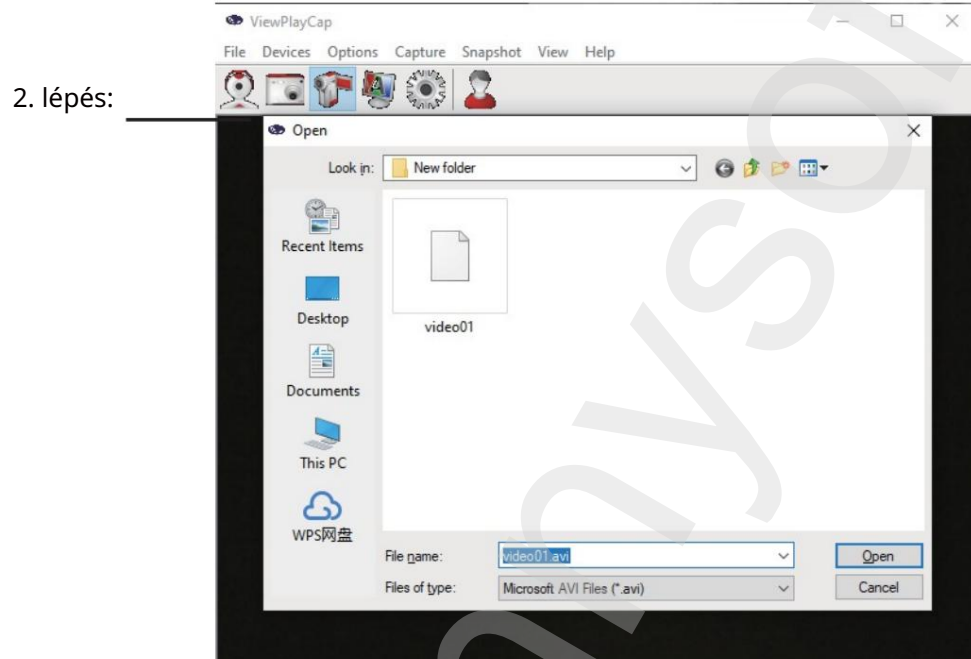 ViewPlayCap
File Devices Options Capture Snapshot View Help
2. lépés:
Open
Look in: New folder
Recent Items
Desktop
Documents
This PC
WPS网盘
video01
File name: video01.avi Open
Files of type: Microsoft AVI Files (*.avi) Cancel